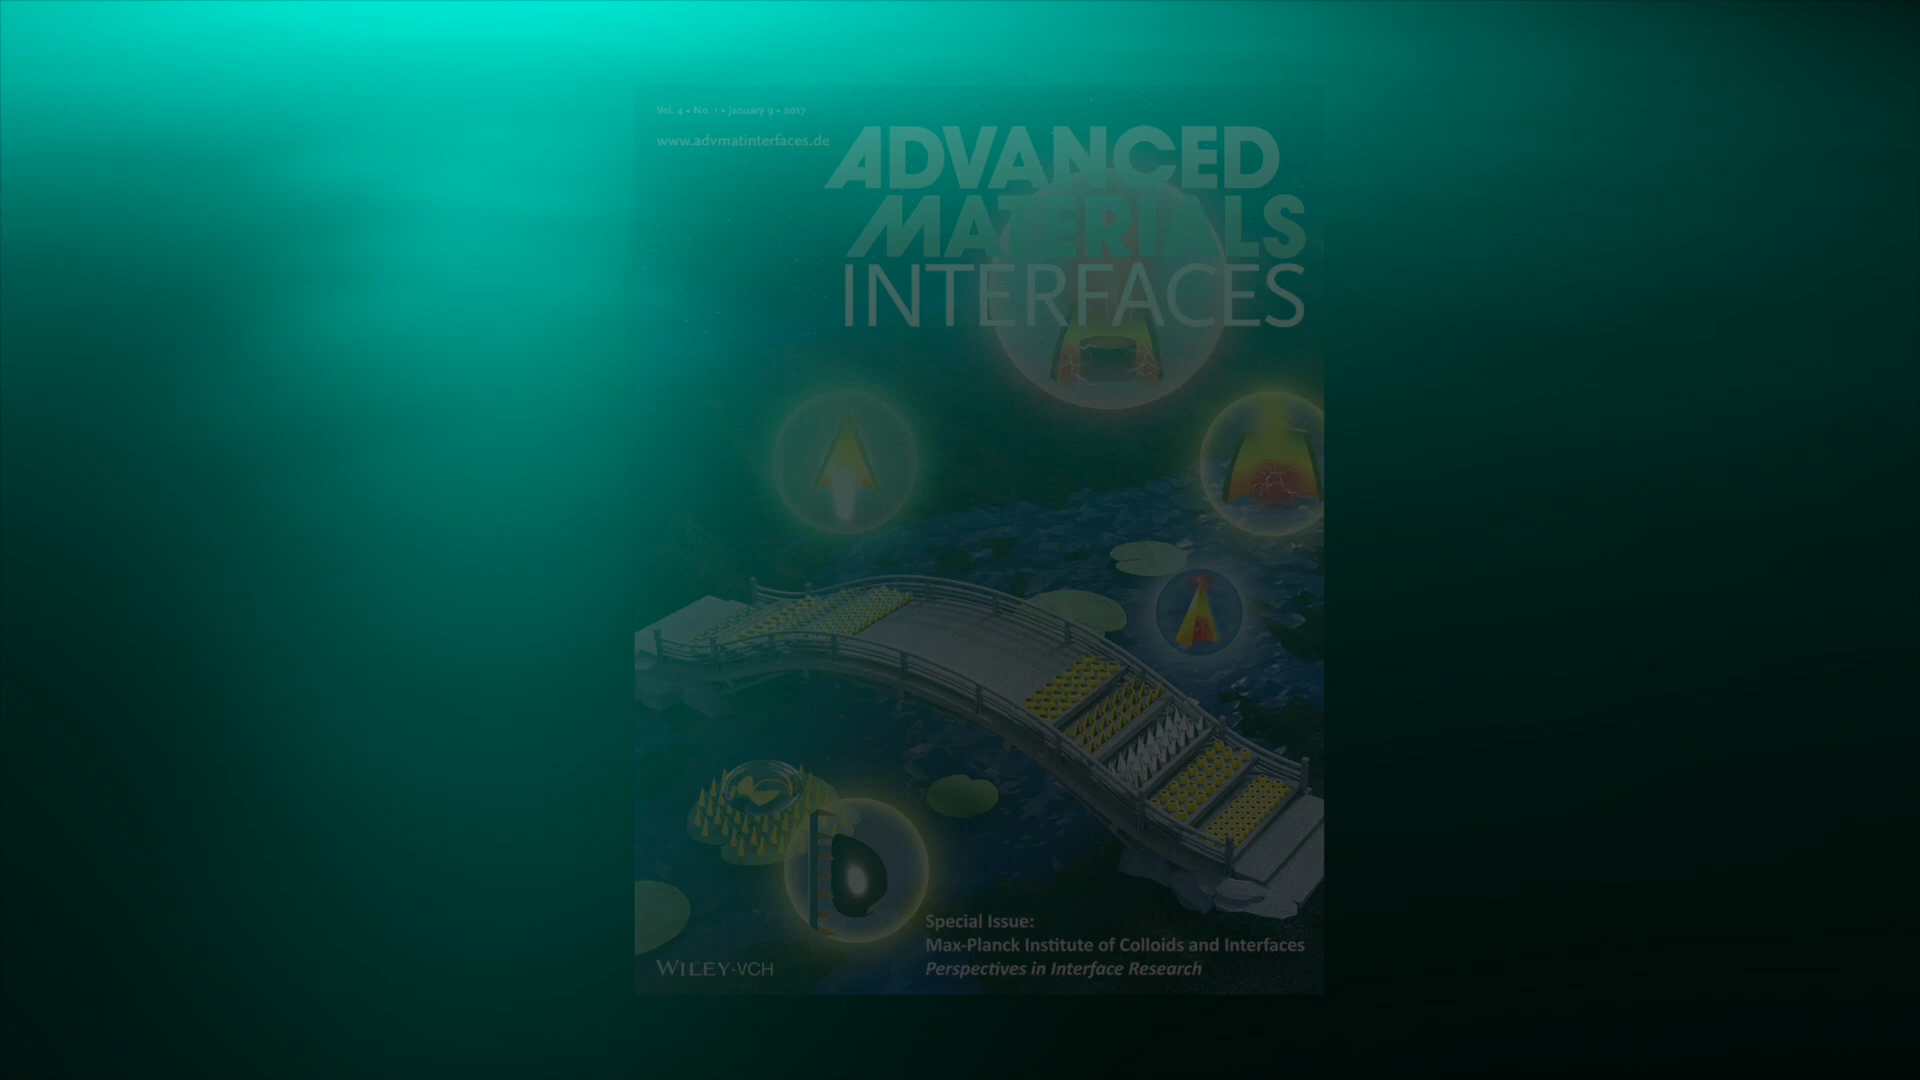 Vol. 4 • No. 1 • January 9 • 2017
www.advmatinterfaces.de
ADVANCED
MATERIALS
INTERFACES
Special Issue:
Max-Planck Institute of Colloids and Interfaces
Perspectives in Interface Research
WILEY-VCH